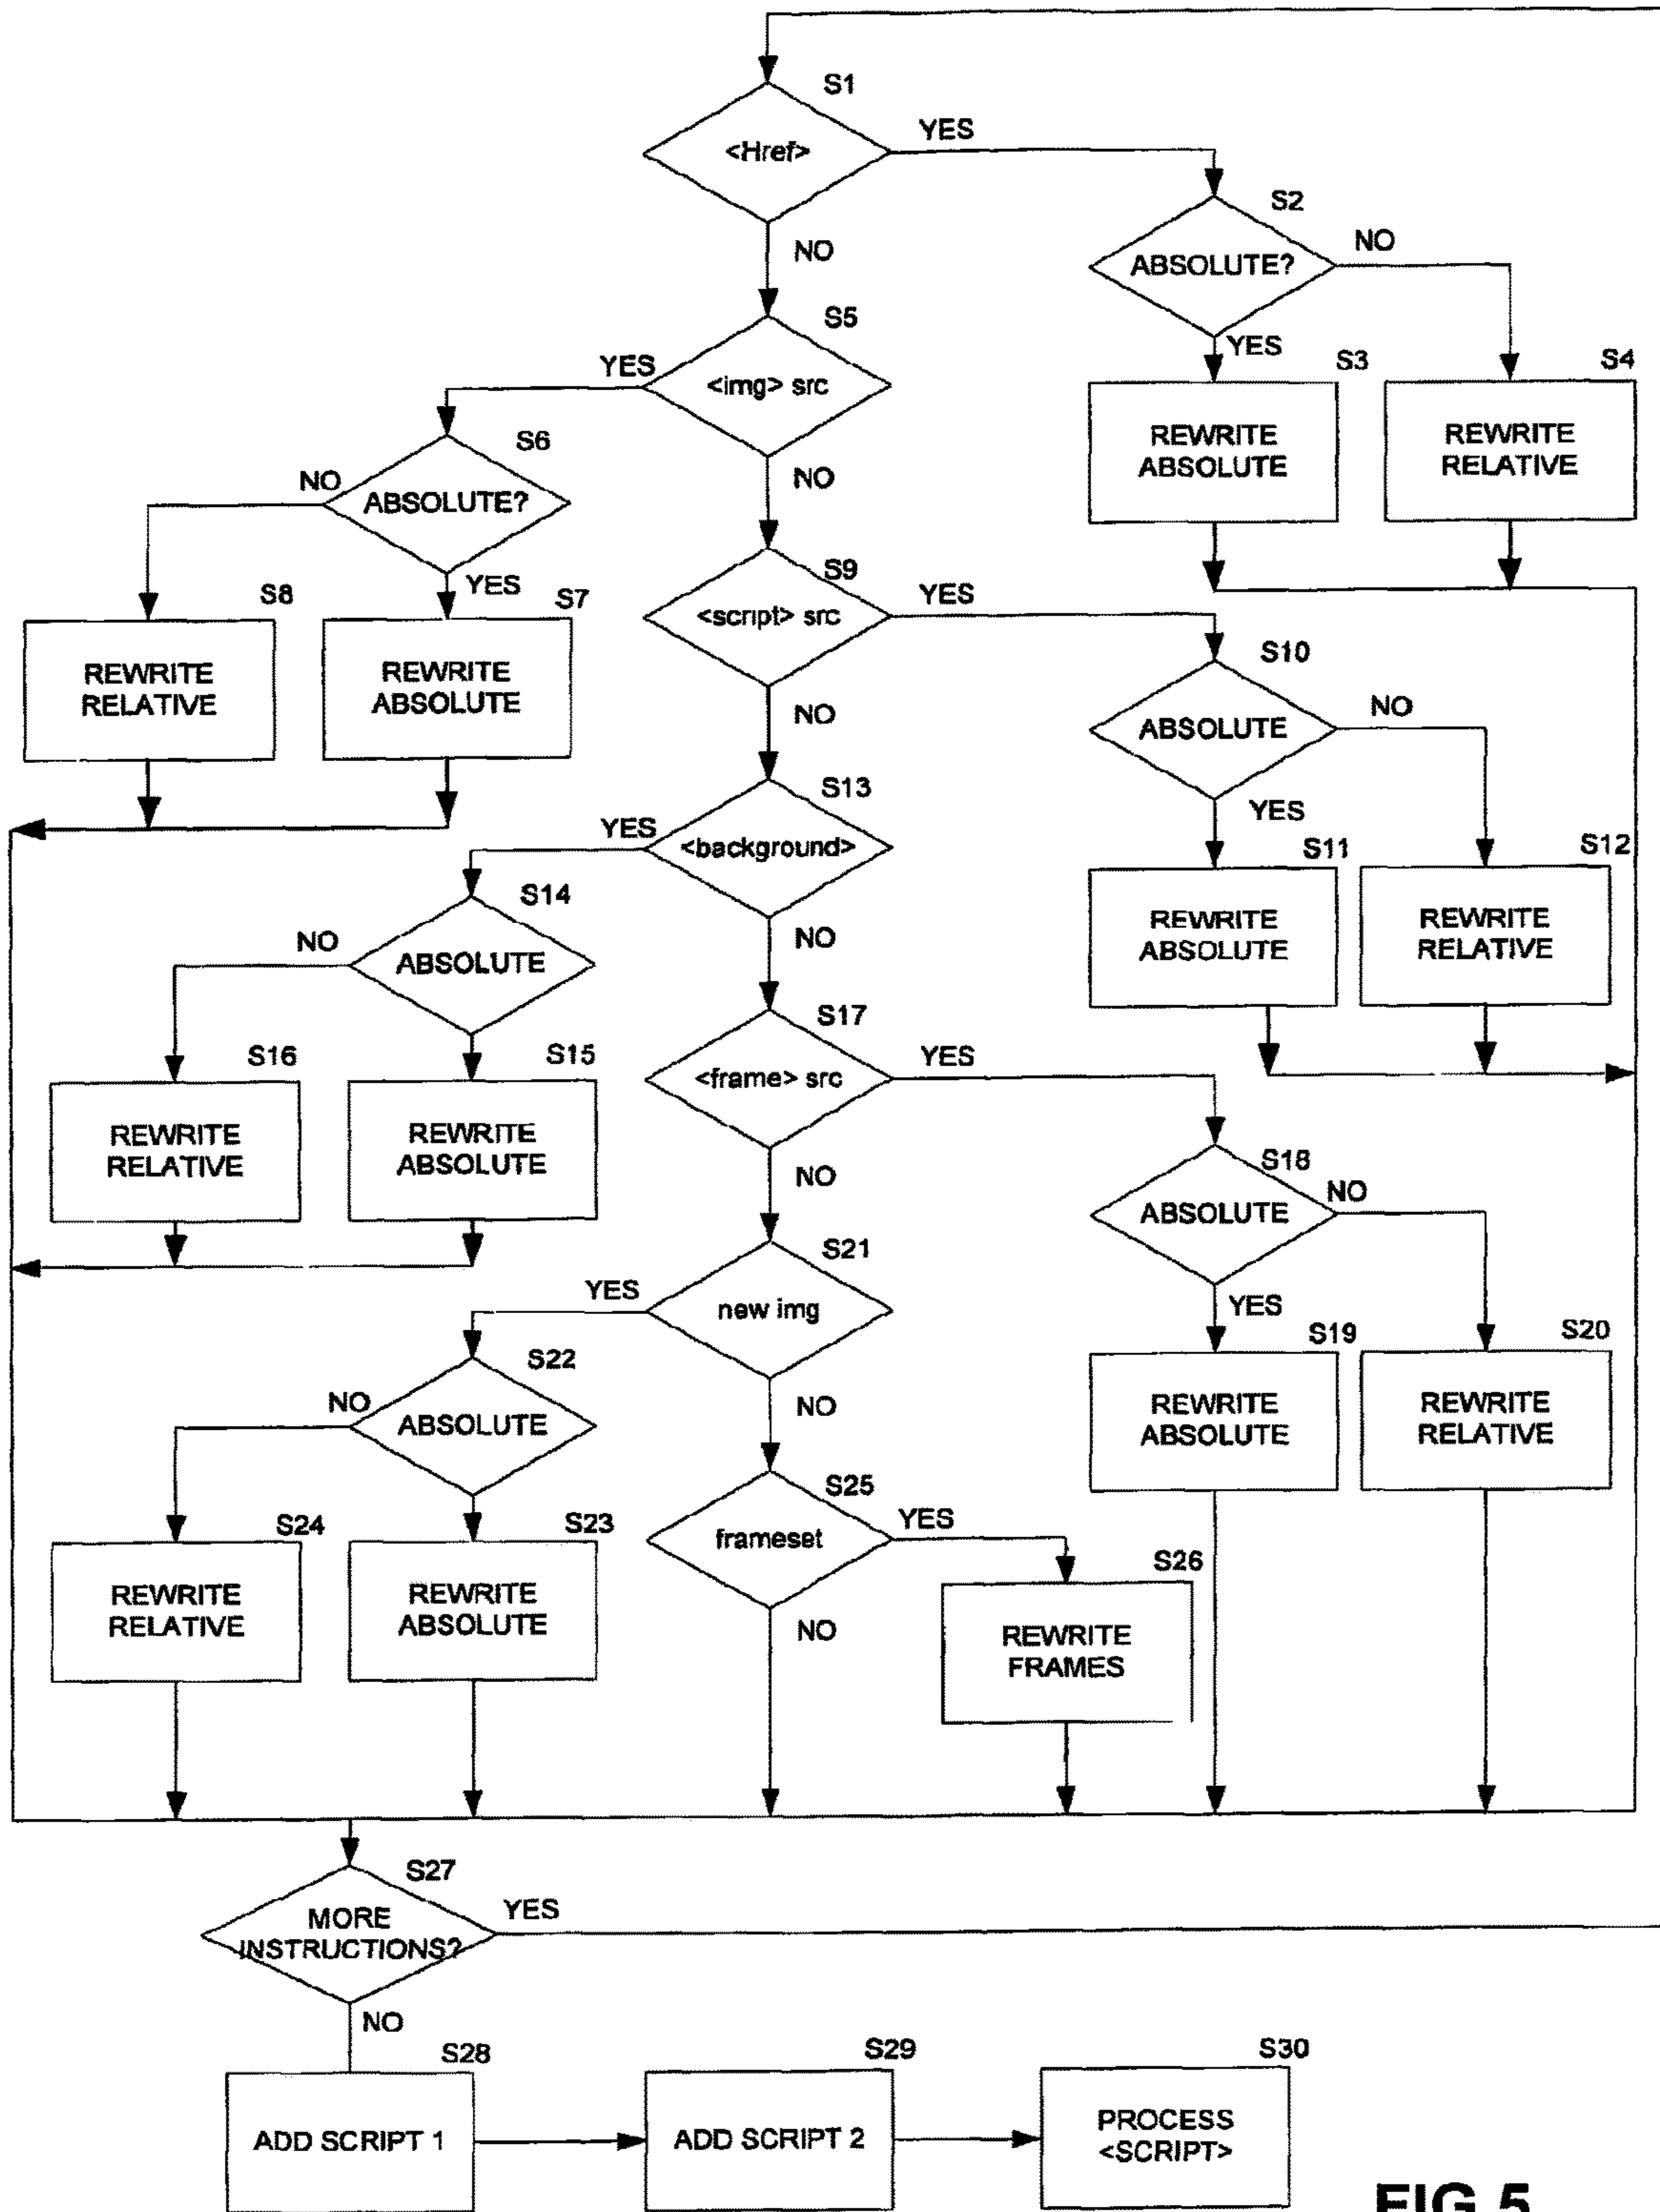 S1
<Href>
YES
NO
S2
ABSOLUTE?
NO
YES
S3
REWRITE
ABSOLUTE
S4
REWRITE
RELATIVE
S5
<img> src
YES
NO
S6
ABSOLUTE?
NO
YES
S8
REWRITE
RELATIVE
S7
REWRITE
ABSOLUTE
S9
<script> src
YES
NO
S10
ABSOLUTE
NO
YES
S11
REWRITE
ABSOLUTE
S12
REWRITE
RELATIVE
S13
<background>
YES
NO
S14
ABSOLUTE
NO
S16
REWRITE
RELATIVE
S15
REWRITE
ABSOLUTE
S17
<frame> src
YES
NO
S18
ABSOLUTE
NO
YES
S19
REWRITE
ABSOLUTE
S20
REWRITE
RELATIVE
S21
new img
YES
NO
S22
ABSOLUTE
NO
S24
REWRITE
RELATIVE
S23
REWRITE
ABSOLUTE
S25
frameset
YES
NO
S26
REWRITE
FRAMES
S27
MORE
INSTRUCTIONS?
YES
NO
S28
ADD SCRIPT 1
S29
ADD SCRIPT 2
S30
PROCESS
<SCRIPT>
FIG 5